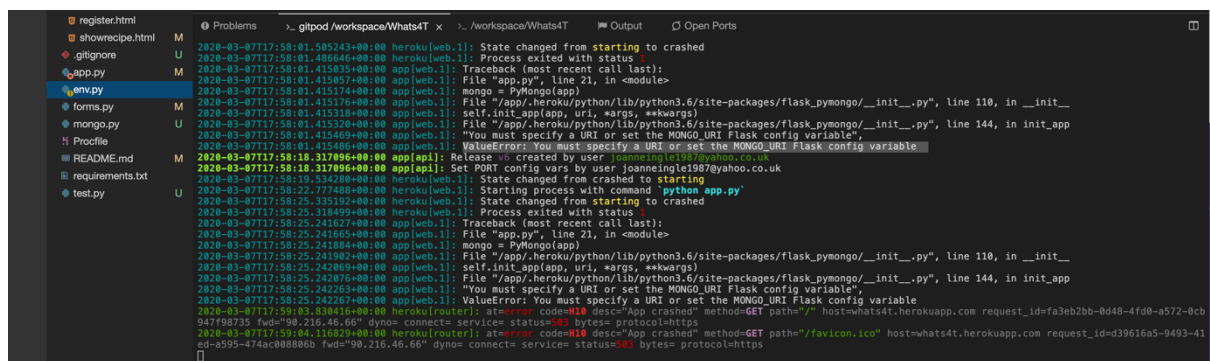 register.html
showrecipe.html M
.gitignore U
app.py M
env.py
forms.py M
mongo.py U
Procfile
README.md M
requirements.txt
test.py U
Problems >_ gitpod /workspace/Whats4T × >_ /workspace/Whats4T Output Open Ports
2020-03-07T17:58:01.505243+00:00 heroku[web.1]: State changed from starting to crashed
2020-03-07T17:58:01.486646+00:00 heroku[web.1]: Process exited with status 1
2020-03-07T17:58:01.415035+00:00 app[web.1]: Traceback (most recent call last):
2020-03-07T17:58:01.415057+00:00 app[web.1]: File "app.py", line 21, in <module>
2020-03-07T17:58:01.415174+00:00 app[web.1]: mongo = PyMongo(app)
2020-03-07T17:58:01.415176+00:00 app[web.1]: File "/app/.heroku/python/lib/python3.6/site-packages/flask_pymongo/__init__.py", line 110, in __init__
2020-03-07T17:58:01.415318+00:00 app[web.1]: self.init_app(app, uri, *args, **kwargs)
2020-03-07T17:58:01.415320+00:00 app[web.1]: File "/app/.heroku/python/lib/python3.6/site-packages/flask_pymongo/__init__.py", line 144, in init_app
2020-03-07T17:58:01.415469+00:00 app[web.1]: "You must specify a URI or set the MONGO_URI Flask config variable",
2020-03-07T17:58:01.415486+00:00 app[web.1]: ValueError: You must specify a URI or set the MONGO_URI Flask config variable
2020-03-07T17:58:18.317096+00:00 app[api]: Release v6 created by user joanneingle1987@yahoo.co.uk
2020-03-07T17:58:18.317096+00:00 app[api]: Set PORT config vars by user joanneingle1987@yahoo.co.uk
2020-03-07T17:58:19.534280+00:00 heroku[web.1]: State changed from crashed to starting
2020-03-07T17:58:22.777488+00:00 heroku[web.1]: Starting process with command `python app.py`
2020-03-07T17:58:25.335192+00:00 heroku[web.1]: State changed from starting to crashed
2020-03-07T17:58:25.318499+00:00 heroku[web.1]: Process exited with status 1
2020-03-07T17:58:25.241627+00:00 app[web.1]: Traceback (most recent call last):
2020-03-07T17:58:25.241665+00:00 app[web.1]: File "app.py", line 21, in <module>
2020-03-07T17:58:25.241884+00:00 app[web.1]: mongo = PyMongo(app)
2020-03-07T17:58:25.241902+00:00 app[web.1]: File "/app/.heroku/python/lib/python3.6/site-packages/flask_pymongo/__init__.py", line 110, in __init__
2020-03-07T17:58:25.242069+00:00 app[web.1]: self.init_app(app, uri, *args, **kwargs)
2020-03-07T17:58:25.242076+00:00 app[web.1]: File "/app/.heroku/python/lib/python3.6/site-packages/flask_pymongo/__init__.py", line 144, in init_app
2020-03-07T17:58:25.242263+00:00 app[web.1]: "You must specify a URI or set the MONGO_URI Flask config variable",
2020-03-07T17:58:25.242267+00:00 app[web.1]: ValueError: You must specify a URI or set the MONGO_URI Flask config variable
2020-03-07T17:59:03.830416+00:00 heroku[router]: at=error code=H10 desc="App crashed" method=GET path="/" host=whats4t.herokuapp.com request_id=fa3eb2bb-0d48-4fd0-a572-0cb
947f98735 fwd="90.216.46.66" dyno= connect= service= status=503 bytes= protocol=https
2020-03-07T17:59:04.116829+00:00 heroku[router]: at=error code=H10 desc="App crashed" method=GET path="/favicon.ico" host=whats4t.herokuapp.com request_id=d39616a5-9493-41
ed-a595-474ac008806b fwd="90.216.46.66" dyno= connect= service= status=503 bytes= protocol=https